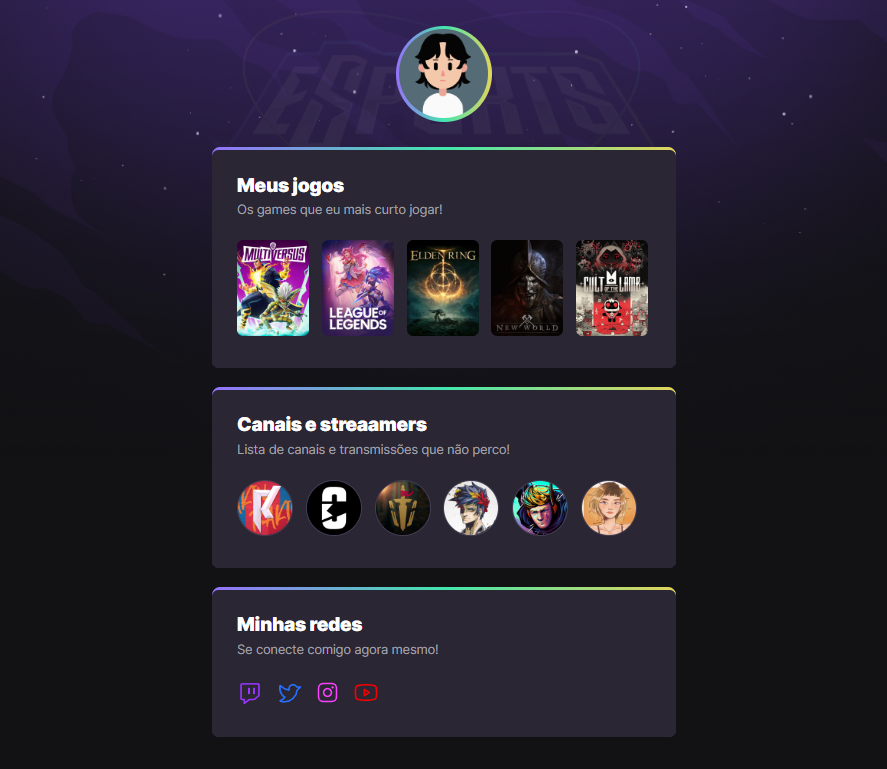 ESPORTS
Meus jogos
Os games que eu mais curto jogar!
MULTIVERSUS
LEAGUE OF
LEGENDS
ELDEN RING
NEW WORLD
CULT
OF THE
LAMB
Canais e streaamers
Lista de canais e transmissões que não perco!
Minhas redes
Se conecte comigo agora mesmo!